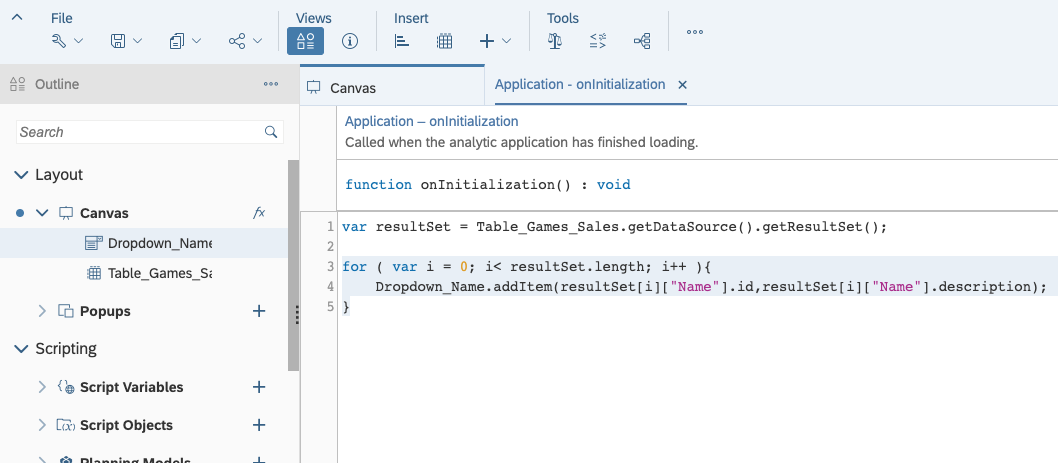 File
Views
Insert
Tools
Outline
Canvas
Application - onInitialization
Search
Application – onInitialization
Called when the analytic application has finished loading.
Layout
function onInitialization() : void
Canvas
fx
1 var resultSet = Table_Games_Sales.getDataSource().getResultSet();
Dropdown_Name
2
3 for ( var i = 0; i< resultSet.length; i++ ){
Table_Games_Sa
4 Dropdown_Name.addItem(resultSet[i]["Name"].id,resultSet[i]["Name"].description);
5 }
Popups
Scripting
Script Variables
Script Objects
Planning Models